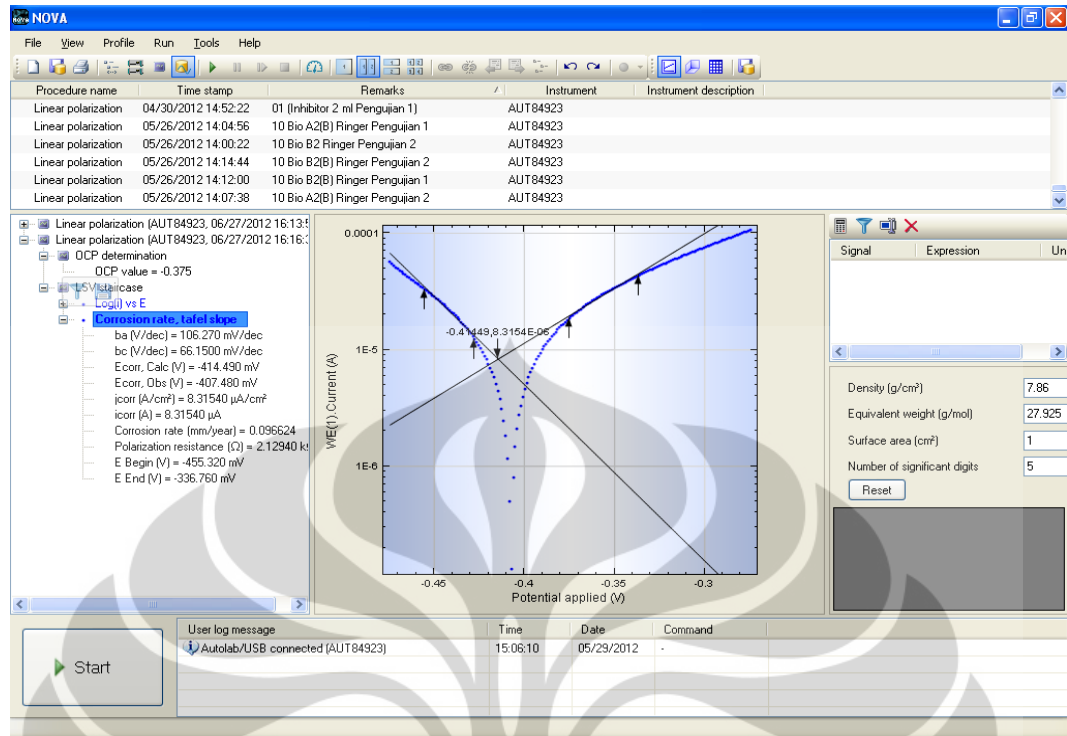 NOVA
File View Profile Run Tools Help
Procedure name Time stamp Remarks / Instrument Instrument description
Linear polarization 04/30/2012 14:52:22 01 (Inhibitor 2 ml Pengujian 1) AUT84923
Linear polarization 05/26/2012 14:04:56 10 Bio A2(B) Ringer Pengujian 1 AUT84923
Linear polarization 05/26/2012 14:00:22 10 Bio B2 Ringer Pengujian 2 AUT84923
Linear polarization 05/26/2012 14:14:44 10 Bio B2(B) Ringer Pengujian 2 AUT84923
Linear polarization 05/26/2012 14:12:00 10 Bio B2(B) Ringer Pengujian 1 AUT84923
Linear polarization 05/26/2012 14:07:38 10 Bio A2(B) Ringer Pengujian 2 AUT84923
Linear polarization (AUT84923, 06/27/2012 16:13:5
Linear polarization (AUT84923, 06/27/2012 16:16:
OCP determination
OCP value = -0.375
LSV staircase
Log(i) vs E
Corrosion rate, tafel slope
ba (V/dec) = 106.270 mV/dec
bc (V/dec) = 66.1500 mV/dec
Ecorr, Calc (V) = -414.490 mV
Ecorr, Obs (V) = -407.480 mV
jcorr (A/cm²) = 8.31540 µA/cm²
icorr (A) = 8.31540 µA
Corrosion rate (mm/year) = 0.096624
Polarization resistance (Ω) = 2.12940 k
E Begin (V) = -455.320 mV
E End (V) = -336.760 mV
0.0001
1E-5
1E-6
WE(1).Current (A)
-0.41449,8.3154E-06
-0.45 -0.4 -0.35 -0.3
Potential applied (V)
Signal Expression Un
Density (g/cm³) 7.86
Equivalent weight (g/mol) 27.925
Surface area (cm²) 1
Number of significant digits 5
Reset
Start
User log message Time Date Command
Autolab/USB connected (AUT84923) 15:06:10 05/29/2012 -